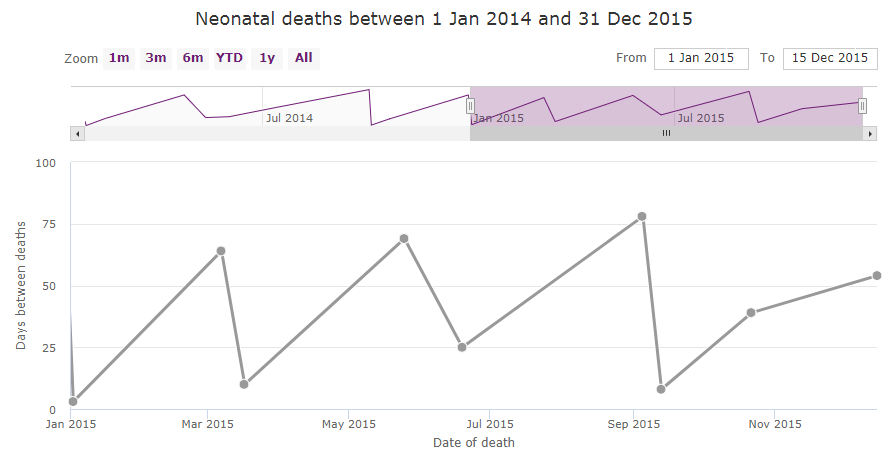 Neonatal deaths between 1 Jan 2014 and 31 Dec 2015
Zoom 1m 3m 6m YTD 1y All From 1 Jan 2015 To 15 Dec 2015
Jul 2014 Jan 2015 Jul 2015
100
75
50
25
0
Days between deaths
Jan 2015 Mar 2015 May 2015 Jul 2015 Sep 2015 Nov 2015
Date of death